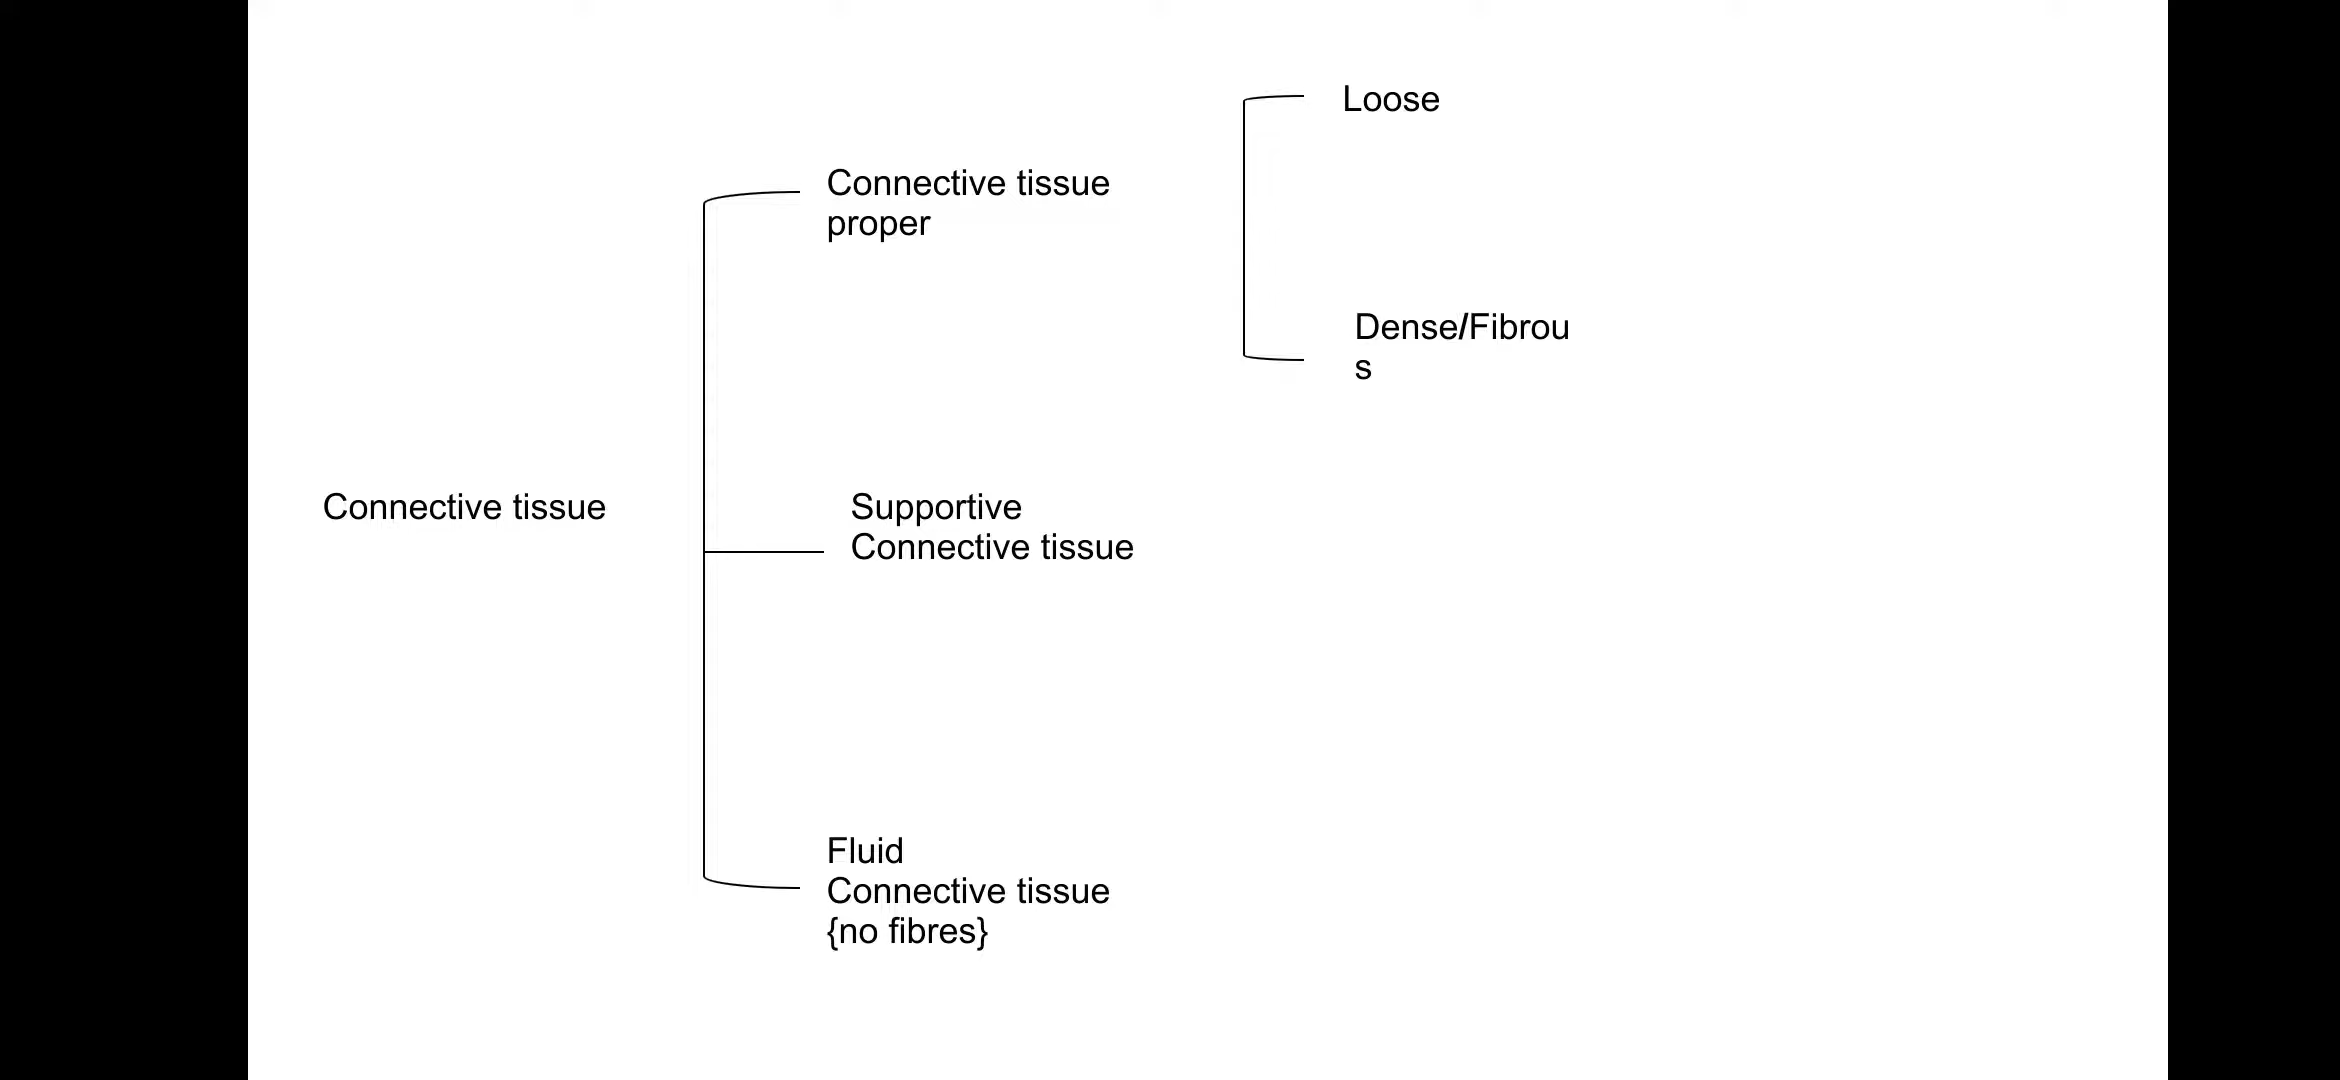 Loose
Connective tissue
proper
Dense/Fibrou
s
Connective tissue
Supportive
Connective tissue
Fluid
Connective tissue
{no fibres}